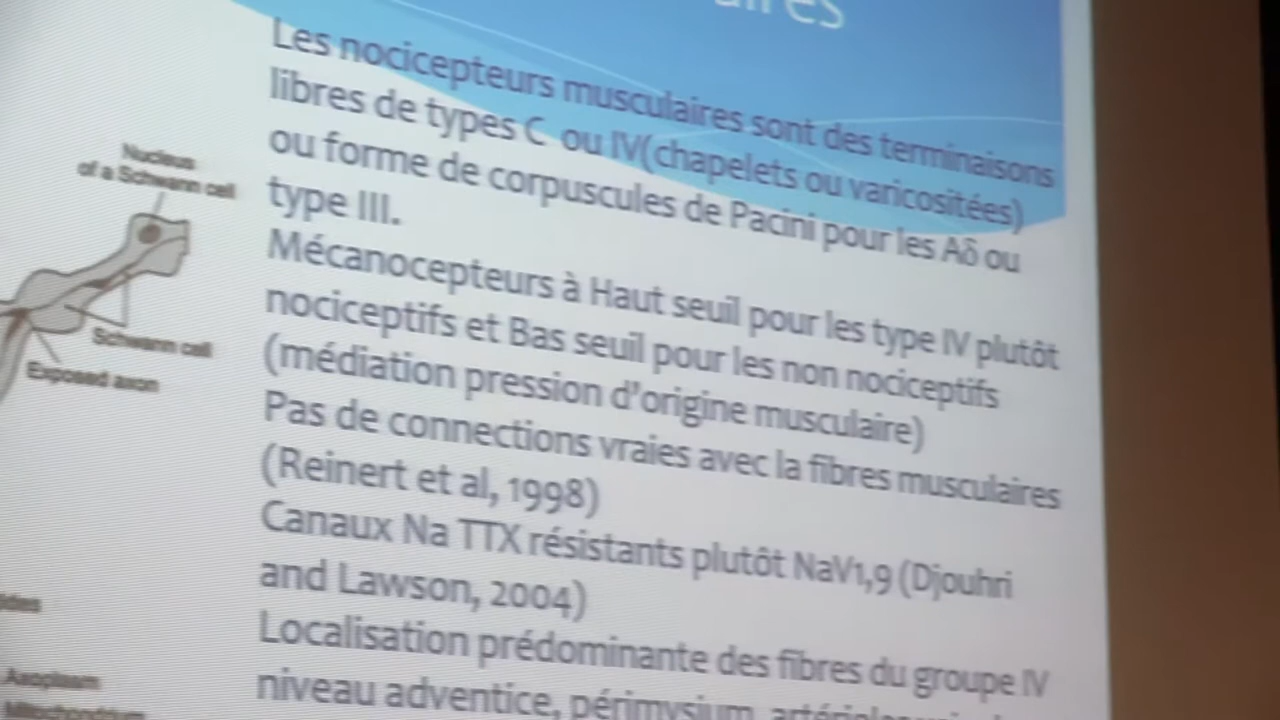 Les nocicepteurs musculaires sont des terminaisons
libres de types C ou IV(chapelets ou varicosités)
ou forme de corpuscules de Pacini pour les Aδ ou
type III.
Mécanocepteurs à Haut seuil pour les type IV plutôt
nociceptifs et Bas seuil pour les non nociceptifs
(médiation pression d'origine musculaire)
Pas de connections vraies avec la fibres musculaires
(Reinert et al, 1998)
Canaux Na TTX résistants plutôt NaV1,9 (Djouhri
and Lawson, 2004)
Localisation prédominante des fibres du groupe IV
niveau adventice, périmysium,
Nucleus
of a Schwann cell
Schwann cell
Exposed axon
Axoplasm
Mitochondrium